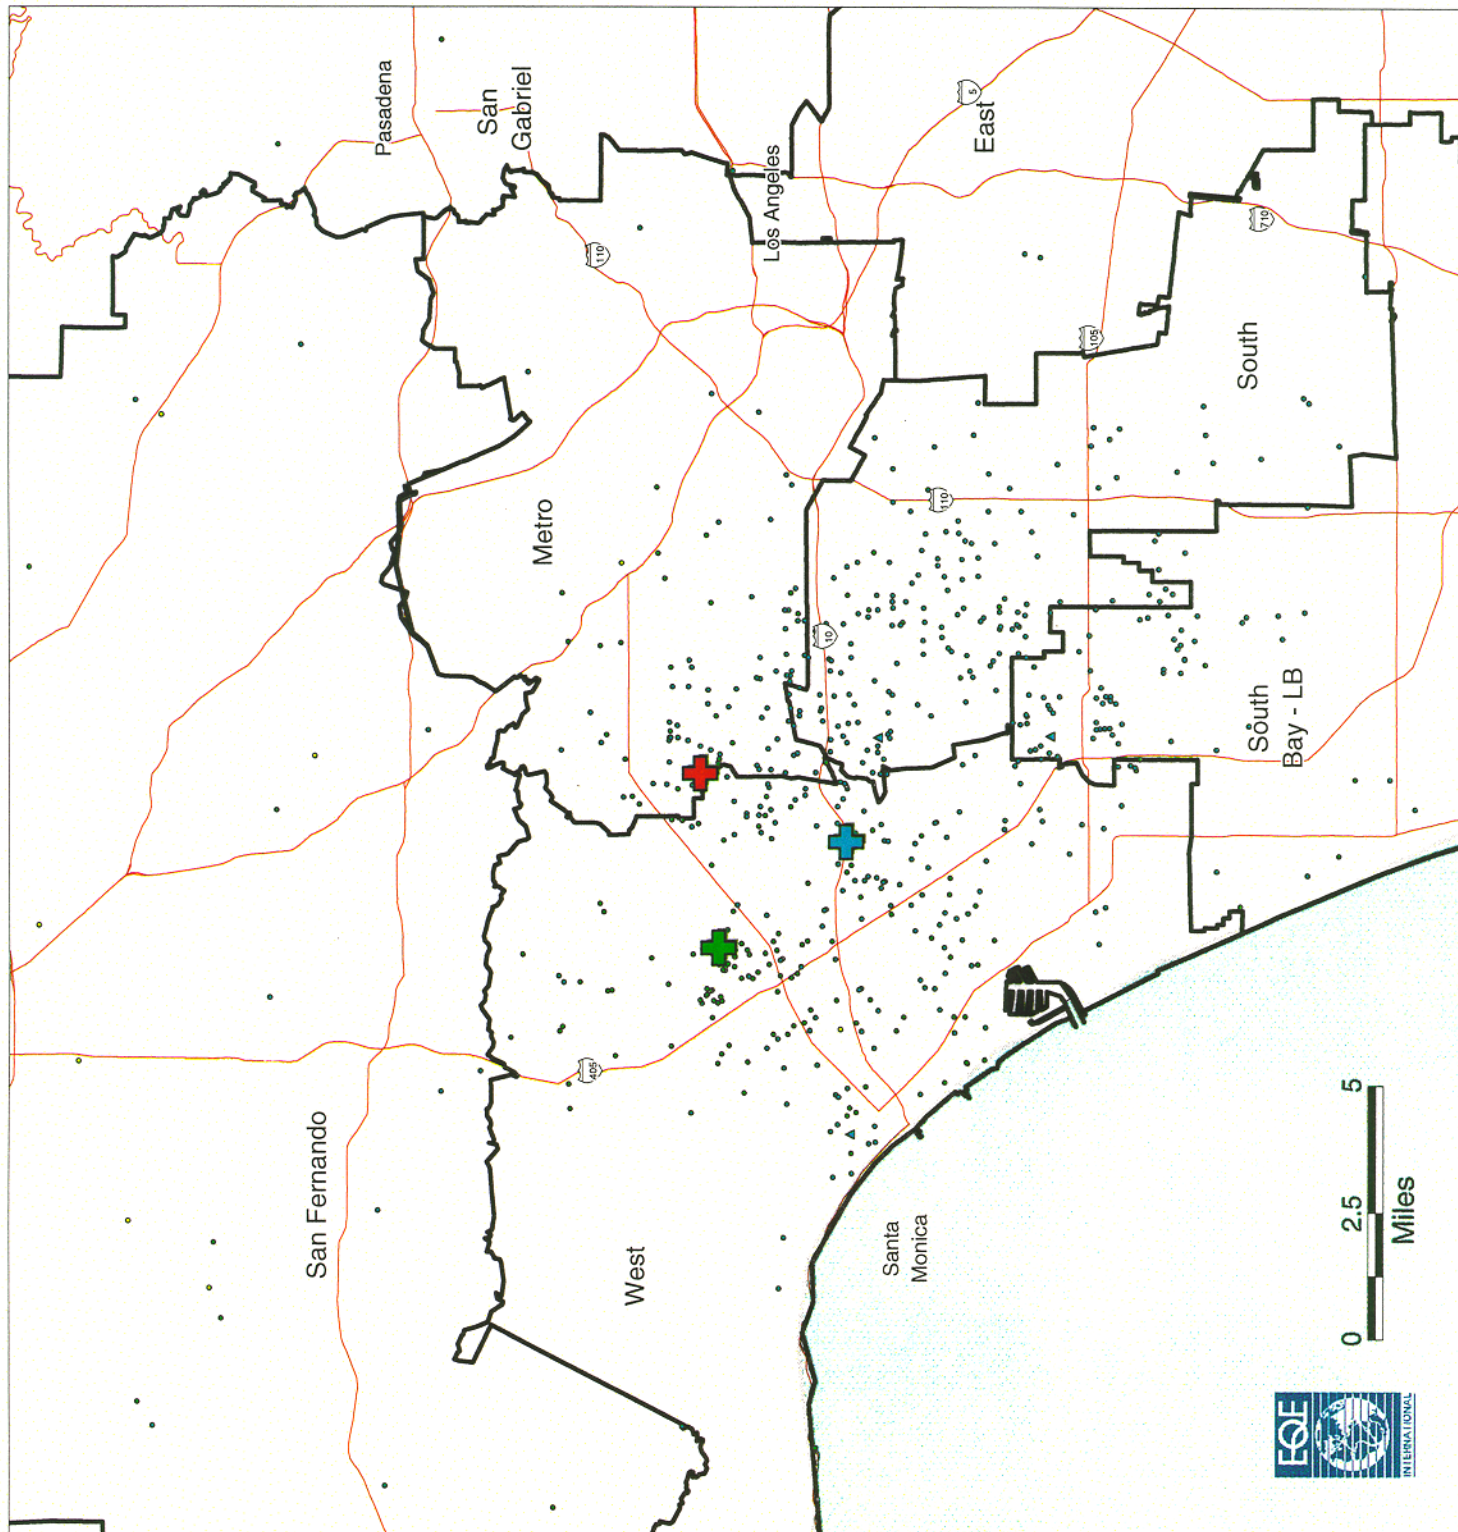 Pasadena
San
Gabriel
Los Angeles
East
5
710
110
105
South
Metro
110
10
South
Bay - LB
405
San Fernando
West
Santa
Monica
0 2.5 5
Miles
EQE
INTERNATIONAL